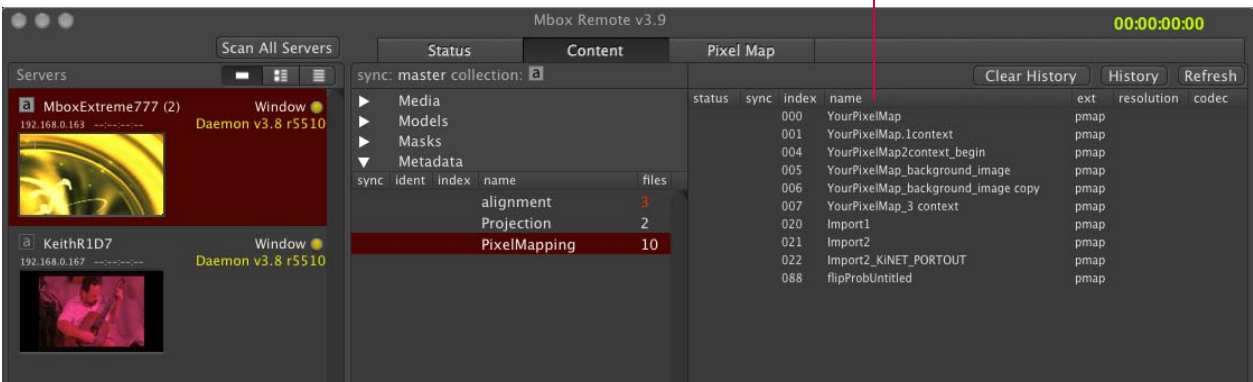 Mbox Remote v3.9
00:00:00:00
Scan All Servers
Status Content Pixel Map
Servers
sync: master collection: a
Clear History History Refresh
a MboxExtreme777 (2) Window
192.168.0.163 --:--:--:-- Daemon v3.8 r5510
a KeithR1D7 Window
192.168.0.167 --:--:--:-- Daemon v3.8 r5510
Media
Models
Masks
Metadata
sync ident index name files
alignment 3
Projection 2
PixelMapping 10
status sync index name ext resolution codec
000 YourPixelMap pmap
001 YourPixelMap.1context pmap
004 YourPixelMap2context_begin pmap
005 YourPixelMap_background_image pmap
006 YourPixelMap_background_image copy pmap
007 YourPixelMap_3 context pmap
020 Import1 pmap
021 Import2 pmap
022 Import2_KiNET_PORTOUT pmap
088 flipProbUntitled pmap